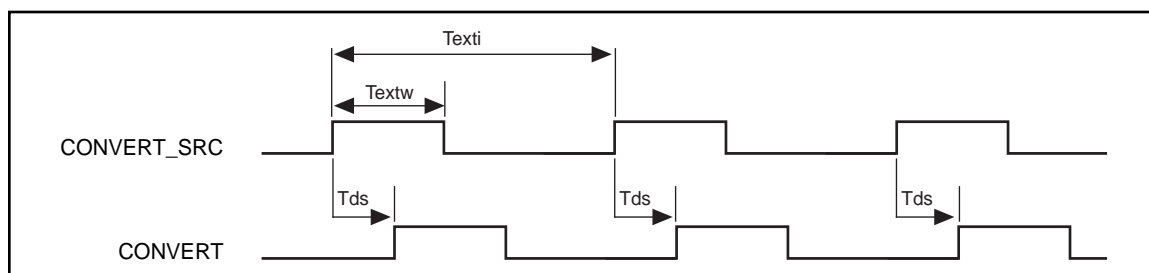 Texti
Textw
CONVERT_SRC
Tds Tds Tds
CONVERT